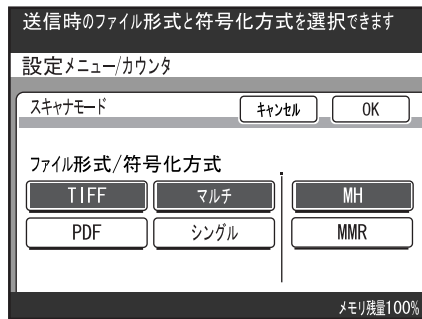 送信時のファイル形式と符号化方式を選択できます
設定メニュー/カウンタ
スキャナモード キャンセル OK
ファイル形式/符号化方式
TIFF マルチ MH
PDF シングル MMR
メモリ残量100%